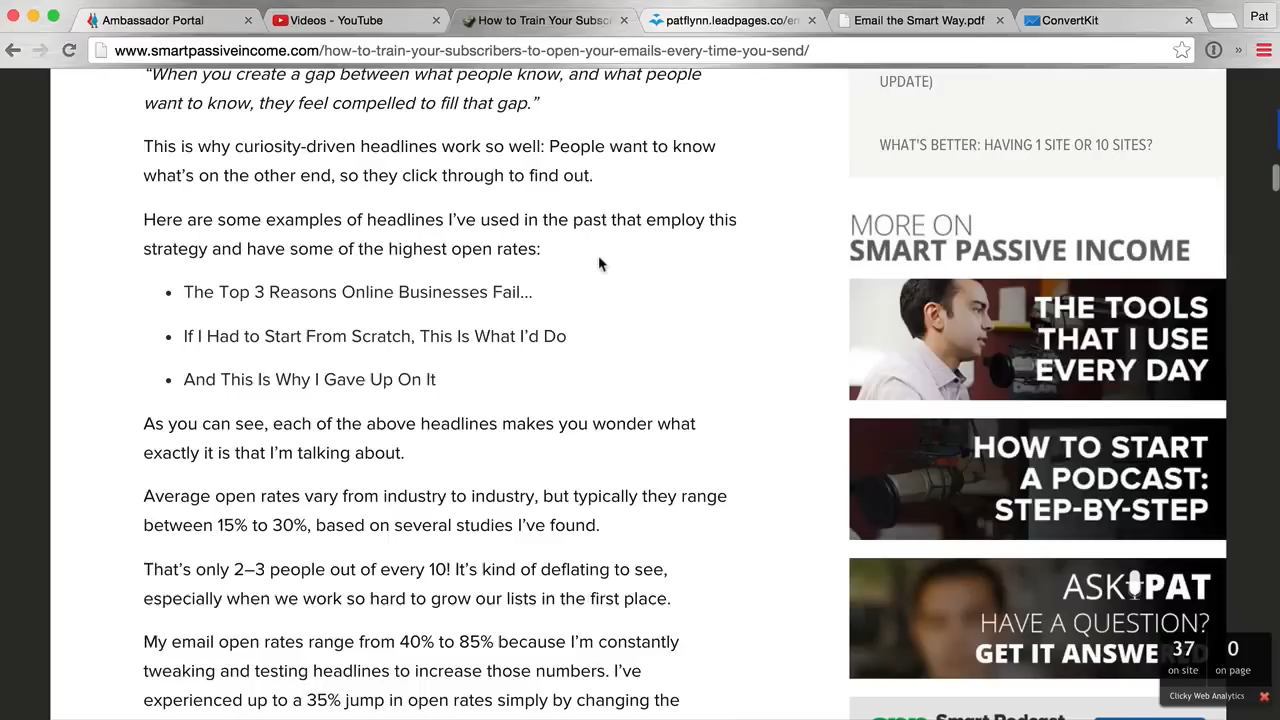 Ambassador Portal
Videos - YouTube
How to Train Your Subsc
patflynn.leadpages.co/en
Email the Smart Way.pdf
ConvertKit
Pat
www.smartpassiveincome.com/how-to-train-your-subscribers-to-open-your-emails-every-time-you-send/
“When you create a gap between what people know, and what people
want to know, they feel compelled to fill that gap.”
This is why curiosity-driven headlines work so well: People want to know
what’s on the other end, so they click through to find out.
Here are some examples of headlines I’ve used in the past that employ this
strategy and have some of the highest open rates:
• The Top 3 Reasons Online Businesses Fail…
• If I Had to Start From Scratch, This Is What I’d Do
• And This Is Why I Gave Up On It
As you can see, each of the above headlines makes you wonder what
exactly it is that I’m talking about.
Average open rates vary from industry to industry, but typically they range
between 15% to 30%, based on several studies I’ve found.
That’s only 2–3 people out of every 10! It’s kind of deflating to see,
especially when we work so hard to grow our lists in the first place.
My email open rates range from 40% to 85% because I’m constantly
tweaking and testing headlines to increase those numbers. I’ve
experienced up to a 35% jump in open rates simply by changing the
UPDATE)
WHAT’S BETTER: HAVING 1 SITE OR 10 SITES?
MORE ON
SMART PASSIVE INCOME
THE TOOLS
THAT I USE
EVERY DAY
HOW TO START
A PODCAST:
STEP-BY-STEP
ASK PAT
HAVE A QUESTION?
GET IT ANSWE
37
on site
0
on page
Clicky Web Analytics
Smart Podcast